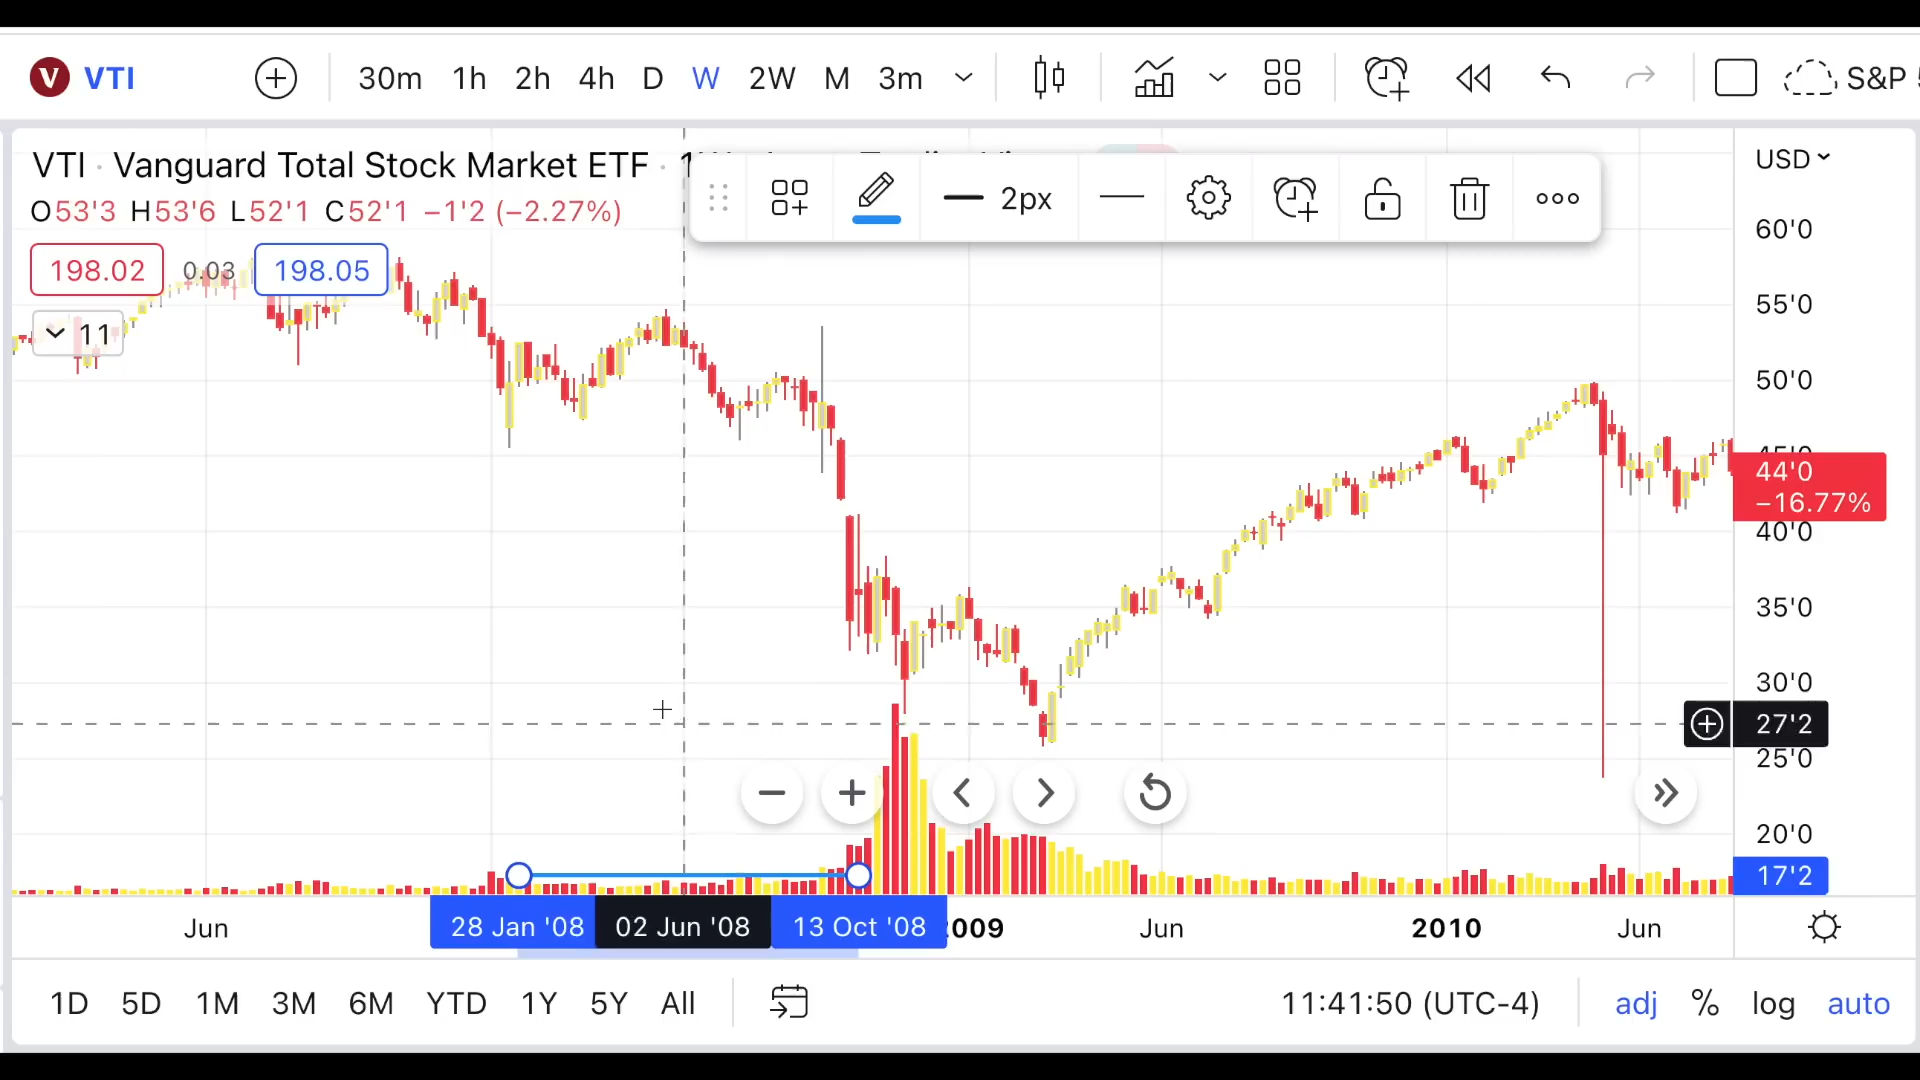 V VTI 30m 1h 2h 4h D W 2W M 3m S&P
VTI · Vanguard Total Stock Market ETF ·
USD
O53'3 H53'6 L52'1 C52'1 −1'2 (−2.27%)
2px
60'0
198.02 0.03 198.05
55'0
11
50'0
45'0
44'0
−16.77%
40'0
35'0
30'0
27'2
25'0
20'0
17'2
Jun 28 Jan '08 02 Jun '08 13 Oct '08 2009 Jun 2010 Jun
1D 5D 1M 3M 6M YTD 1Y 5Y All 11:41:50 (UTC-4) adj % log auto